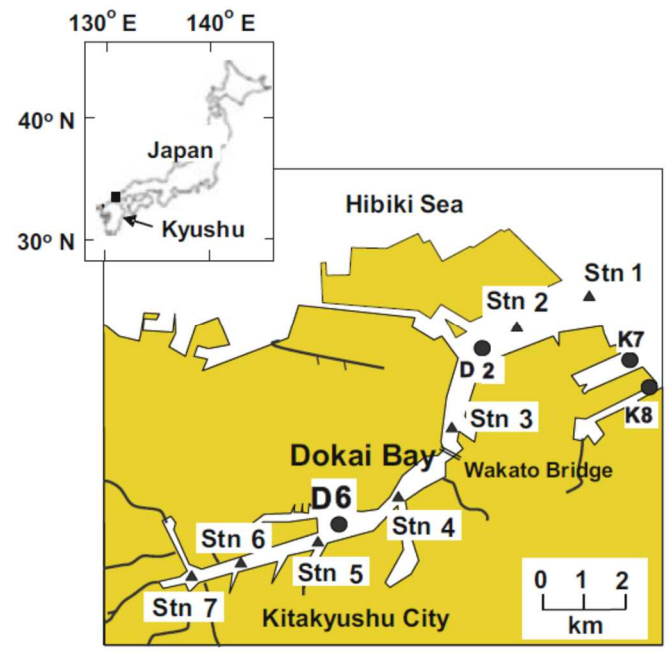 130° E
140° E
40° N
Japan
Kyushu
30° N
Hibiki Sea
Stn 1
Stn 2
K7
D 2
K8
Stn 3
Dokai Bay
Wakato Bridge
D6
Stn 4
Stn 6
Stn 5
Stn 7
Kitakyushu City
0 1 2
km